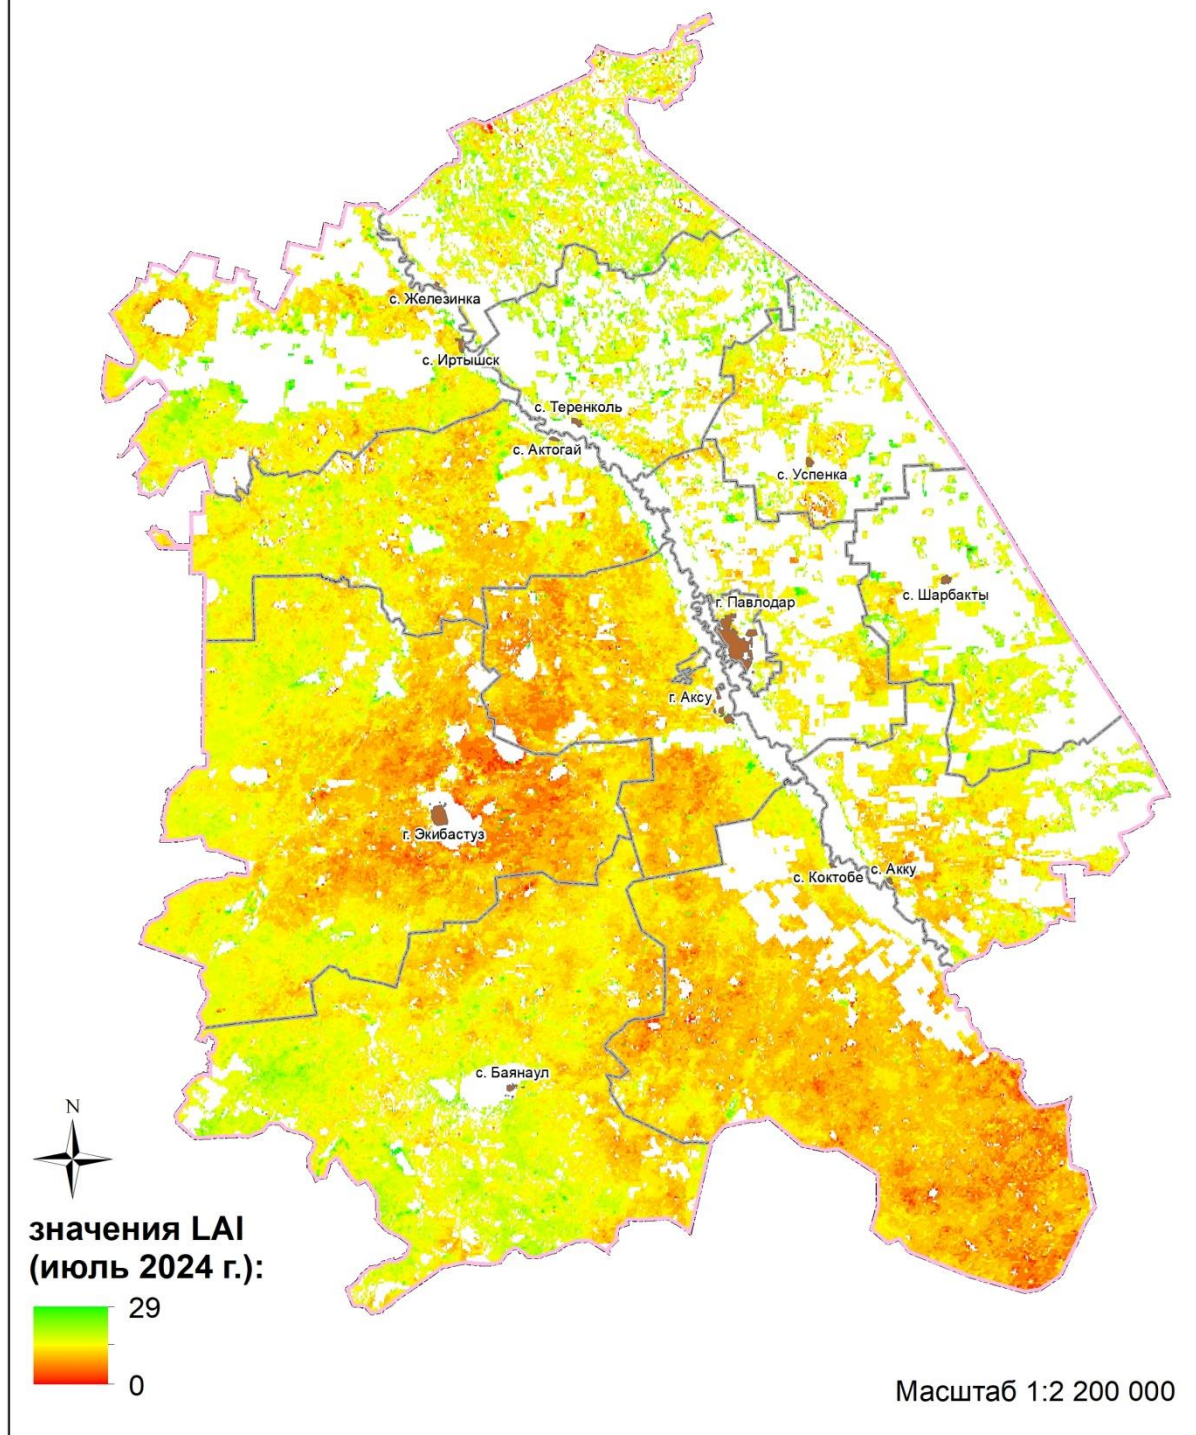 с. Железинка
с. Иртышск
с. Теренколь
с. Актогай
с. Успенка
с. Шарбакты
г. Павлодар
г. Аксу
г. Экибастуз
с. Коктобе
с. Акку
с. Баянаул
N
значения LAI
(июль 2024 г.):
29
0
Масштаб 1:2 200 000